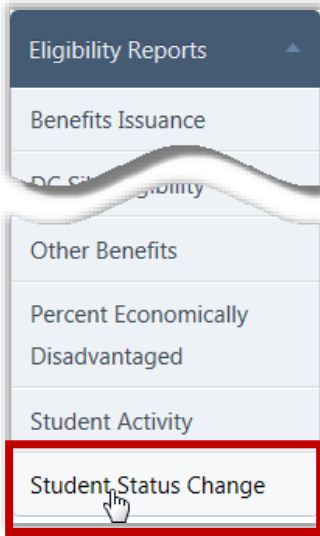 Eligibility Reports
Benefits Issuance
DC
Other Benefits
Percent Economically
Disadvantaged
Student Activity
Student Status Change